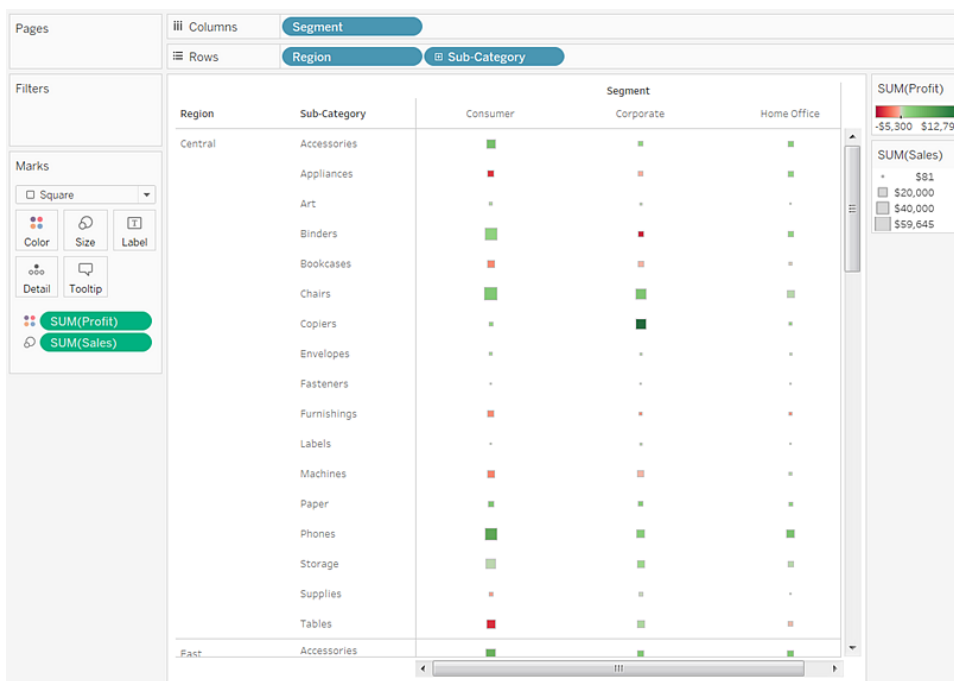 Pages
Columns
Segment
Rows
Region
Sub-Category
Filters
Marks
Square
Color
Size
Label
Detail
Tooltip
SUM(Profit)
SUM(Sales)
Segment
Region Sub-Category Consumer Corporate Home Office
Central Accessories
Appliances
Art
Binders
Bookcases
Chairs
Copiers
Envelopes
Fasteners
Furnishings
Labels
Machines
Paper
Phones
Storage
Supplies
Tables
East Accessories
SUM(Profit)
-$5,300 $12,79
SUM(Sales)
$81
$20,000
$40,000
$59,645